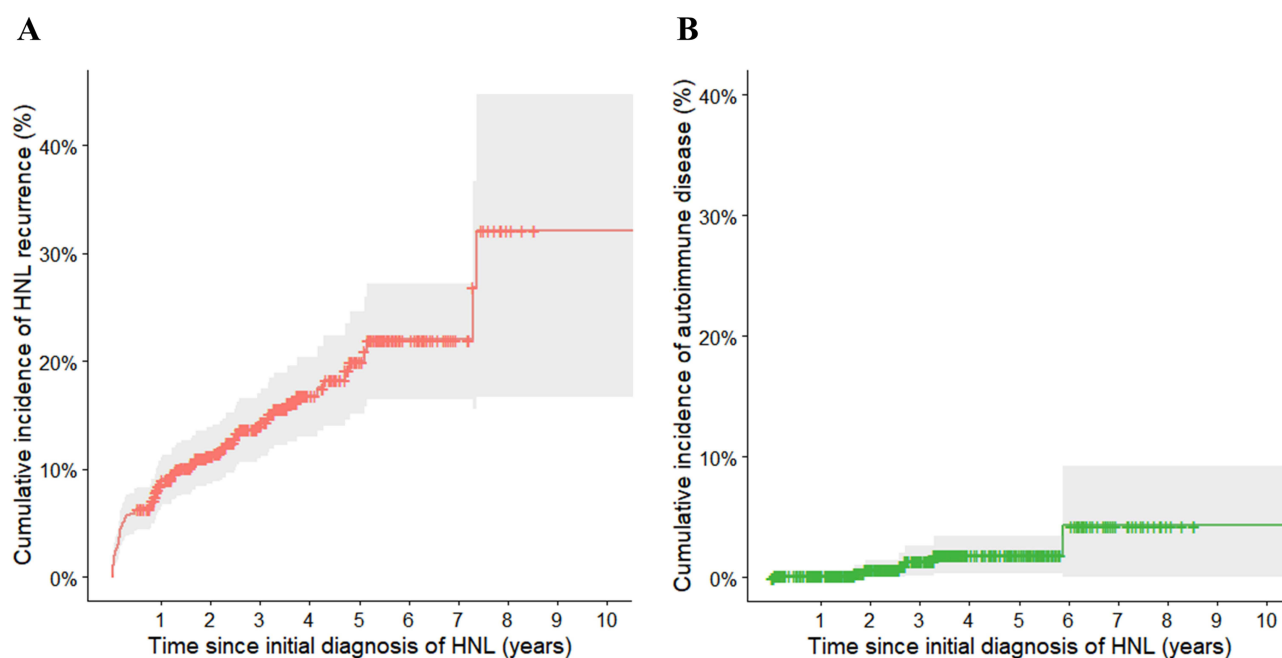 A
Cumulative incidence of HNL recurrence (%)
40%
30%
20%
10%
0%
1 2 3 4 5 6 7 8 9 10
Time since initial diagnosis of HNL (years)
B
Cumulative incidence of autoimmune disease (%)
40%
30%
20%
10%
0%
1 2 3 4 5 6 7 8 9 10
Time since initial diagnosis of HNL (years)